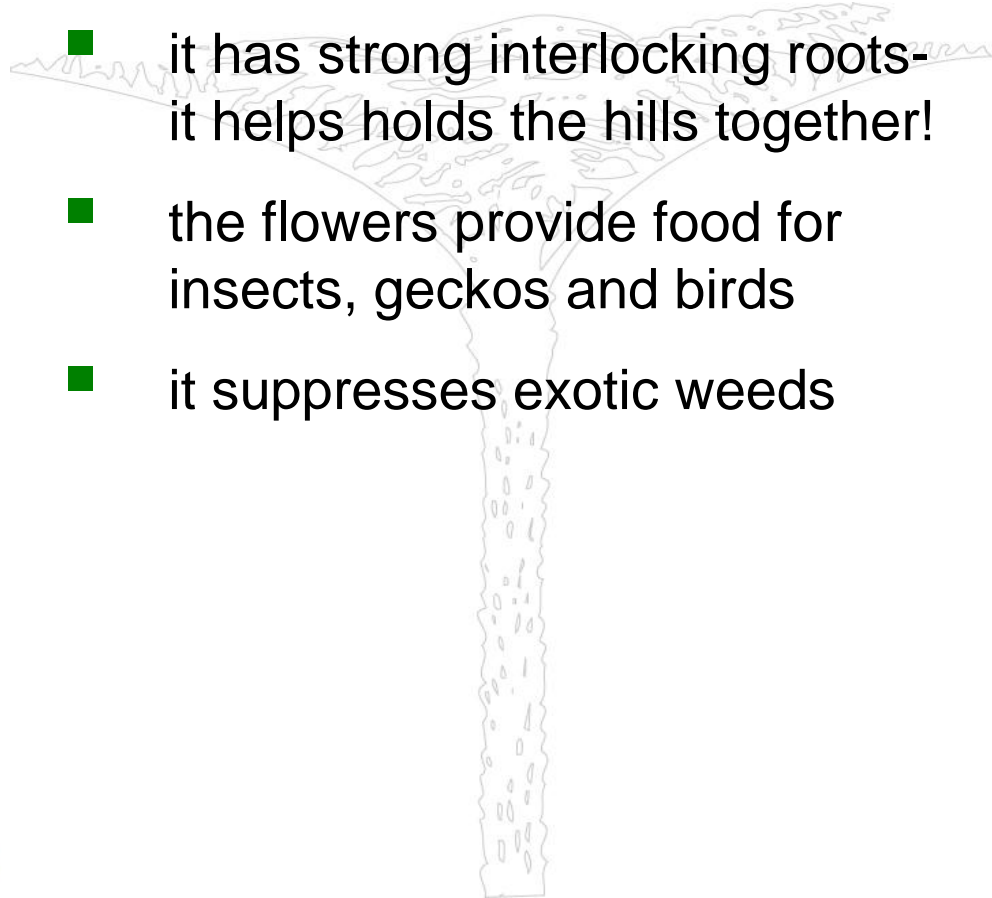 it has strong interlocking roots-
it helps holds the hills together!
the flowers provide food for
insects, geckos and birds
it suppresses exotic weeds